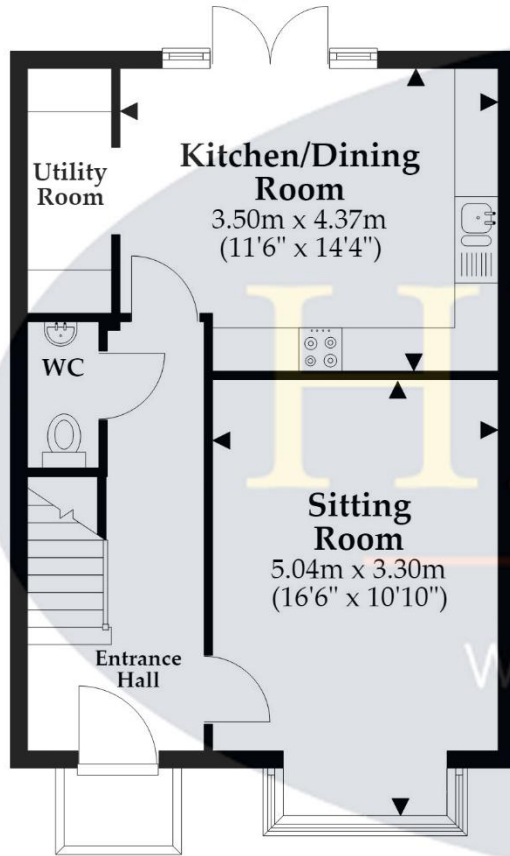 Utility
Room
Kitchen/Dining
Room
3.50m x 4.37m
(11'6" x 14'4")
WC
H
Sitting
Room
5.04m x 3.30m
(16'6" x 10'10")
Entrance
Hall
W